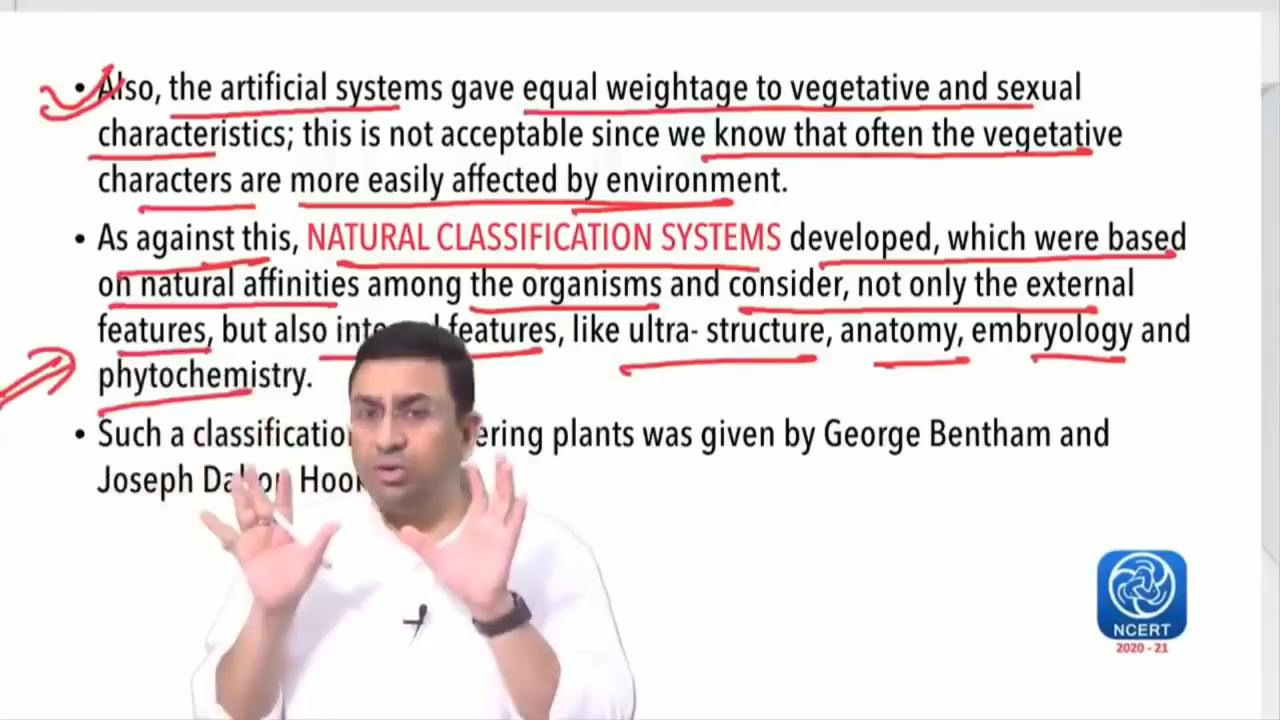 • Also, the artificial systems gave equal weightage to vegetative and sexual
characteristics; this is not acceptable since we know that often the vegetative
characters are more easily affected by environment.
• As against this, NATURAL CLASSIFICATION SYSTEMS developed, which were based
on natural affinities among the organisms and consider, not only the external
features, but also features, like ultra- structure, anatomy, embryology and
phytochemistry.
• Such a plants was given by George Bentham and
Joseph
NCERT
2020 - 21